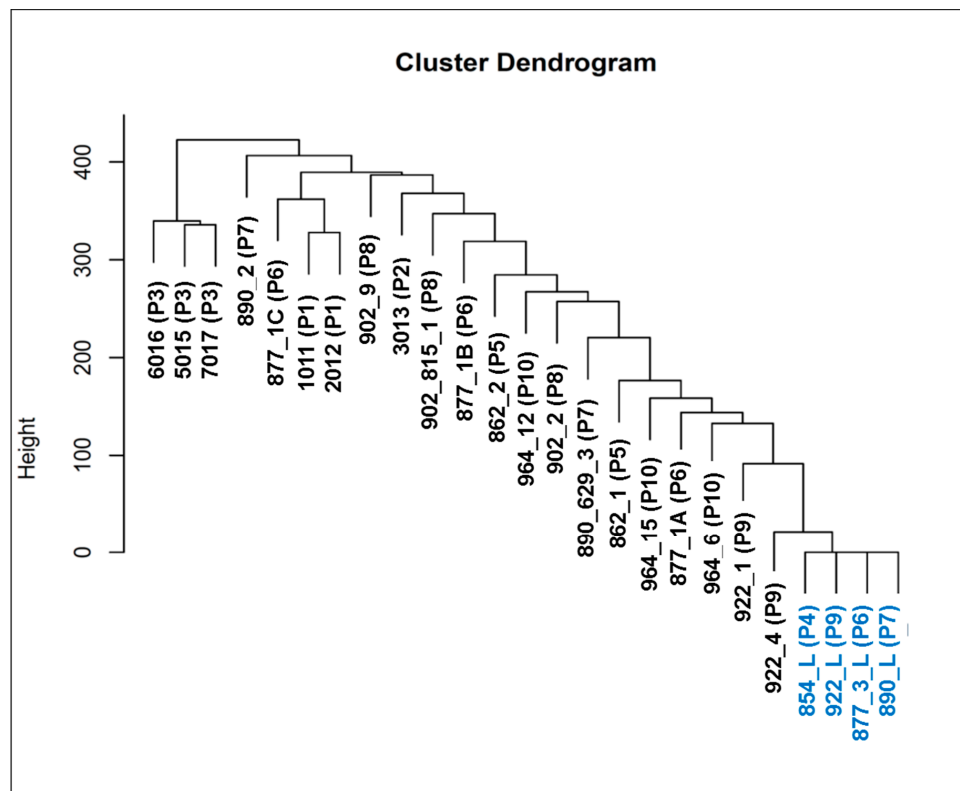 Cluster Dendrogram
Height
400
300
200
100
0
6016 (P3)
5015 (P3)
7017 (P3)
890_2 (P7)
877_1C (P6)
1011 (P1)
2012 (P1)
902_9 (P8)
3013 (P2)
902_815_1 (P8)
877_1B (P6)
862_2 (P5)
964_12 (P10)
902_2 (P8)
890_629_3 (P7)
862_1 (P5)
964_15 (P10)
877_1A (P6)
964_6 (P10)
922_1 (P9)
922_4 (P9)
854_L (P4)
922_L (P9)
877_3_L (P6)
890_L (P7)